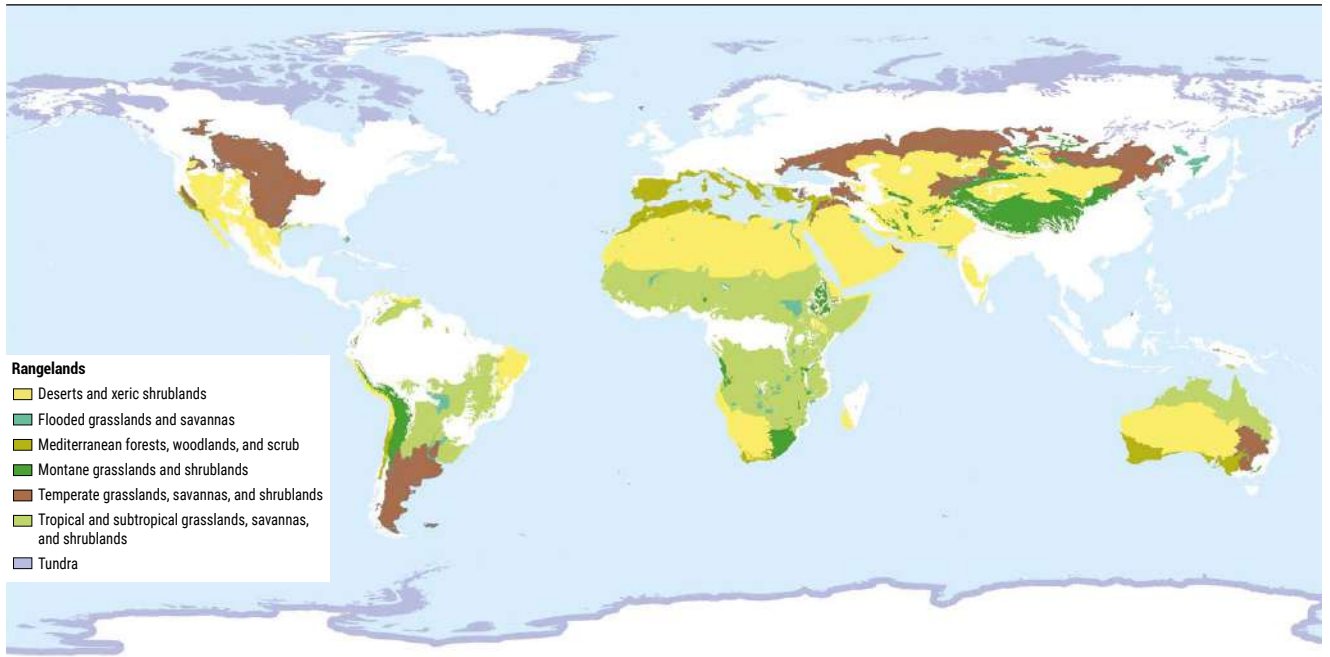 Rangelands
Deserts and xeric shrublands
Flooded grasslands and savannas
Mediterranean forests, woodlands, and scrub
Montane grasslands and shrublands
Temperate grasslands, savannas, and shrublands
Tropical and subtropical grasslands, savannas,
and shrublands
Tundra